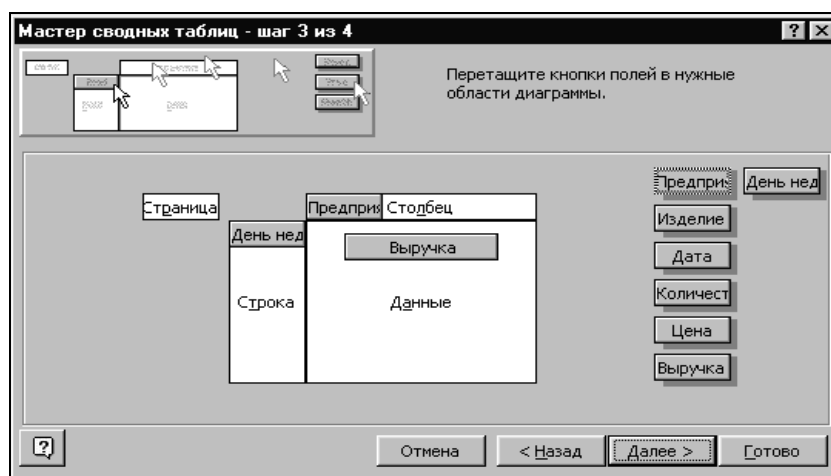 Мастер сводных таблиц - шаг 3 из 4
Перетащите кнопки полей в нужные
области диаграммы.
Страница
Предприя Столбец
День нед
Выручка
Строка
Данные
Предприя День нед
Изделие
Дата
Количест
Цена
Выручка
Отмена < Назад Далее > Готово